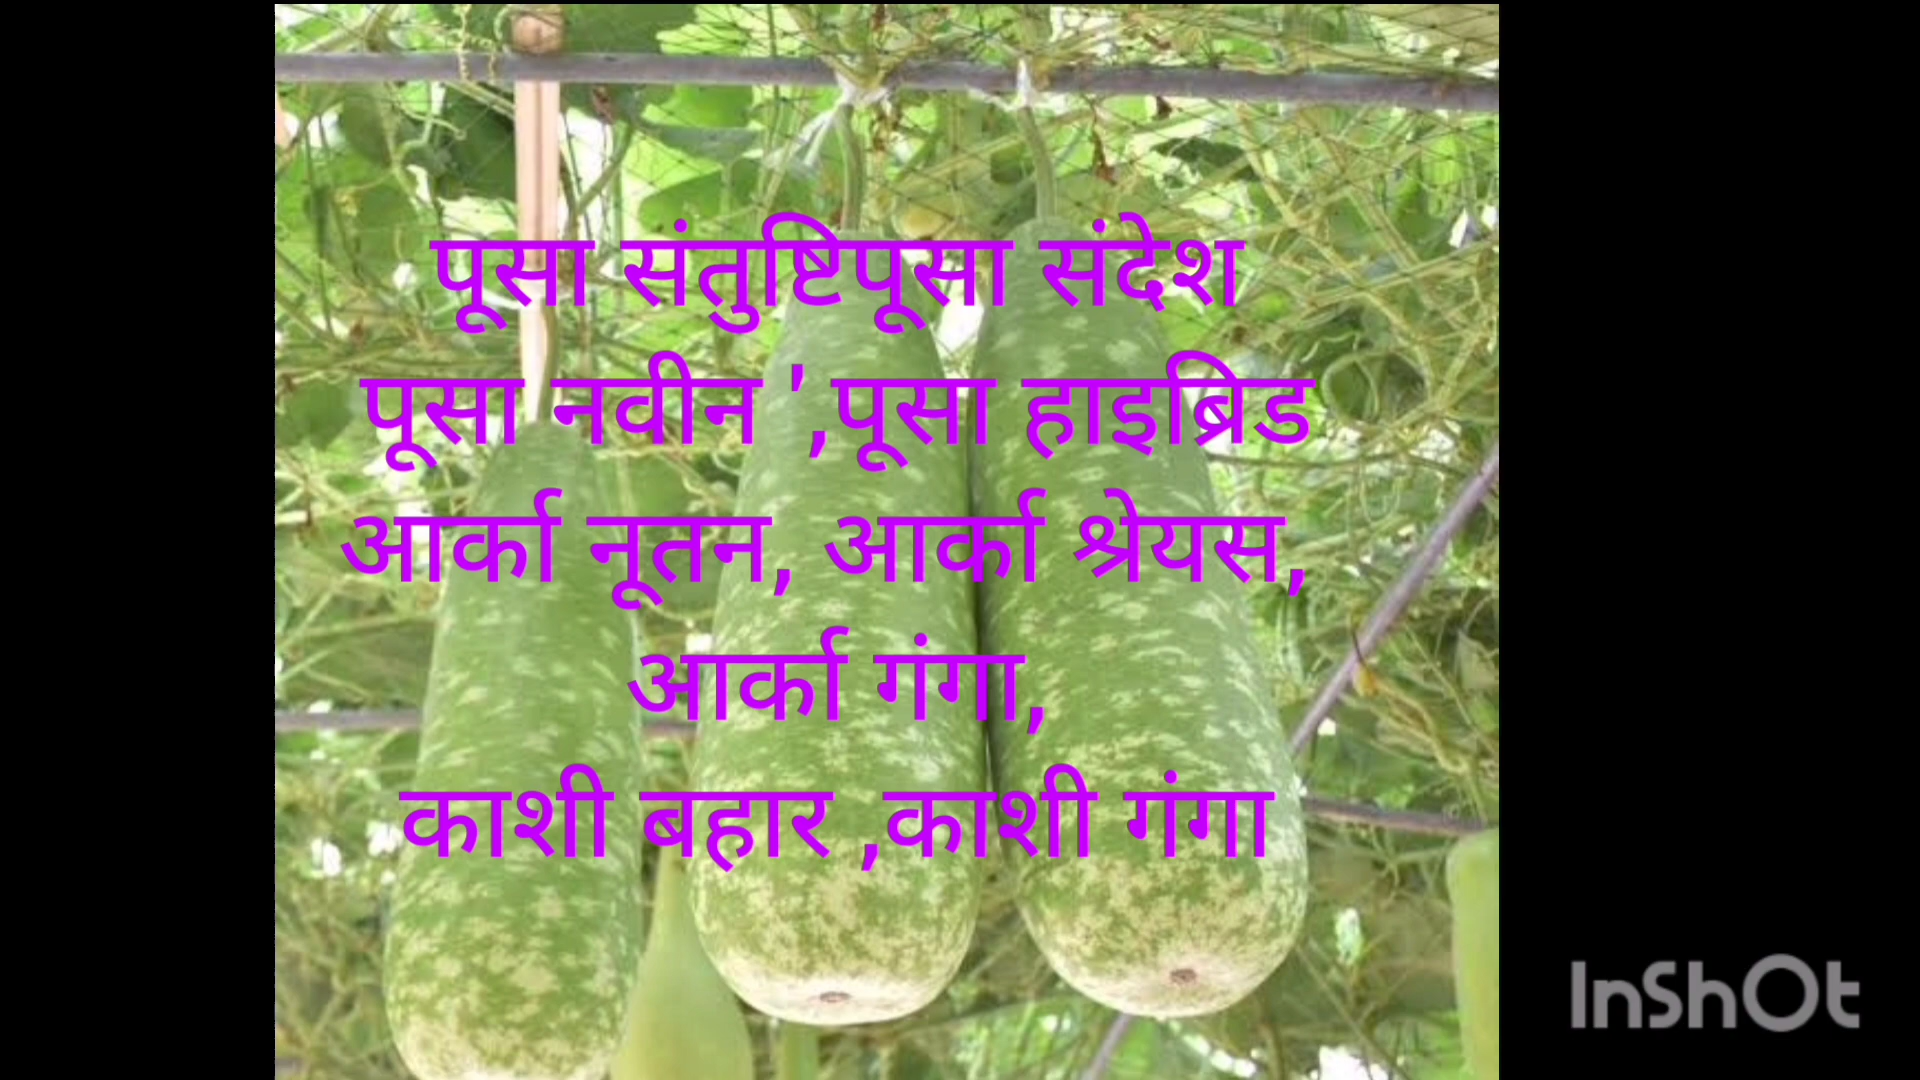 पूसा संतुष्टिपूसा संदेश
पूसा नवीन ',पूसा हाइब्रिड
आर्का नूतन, आर्का श्रेयस,
आर्का गंगा,
काशी बहार ,काशी गंगा
InShOt